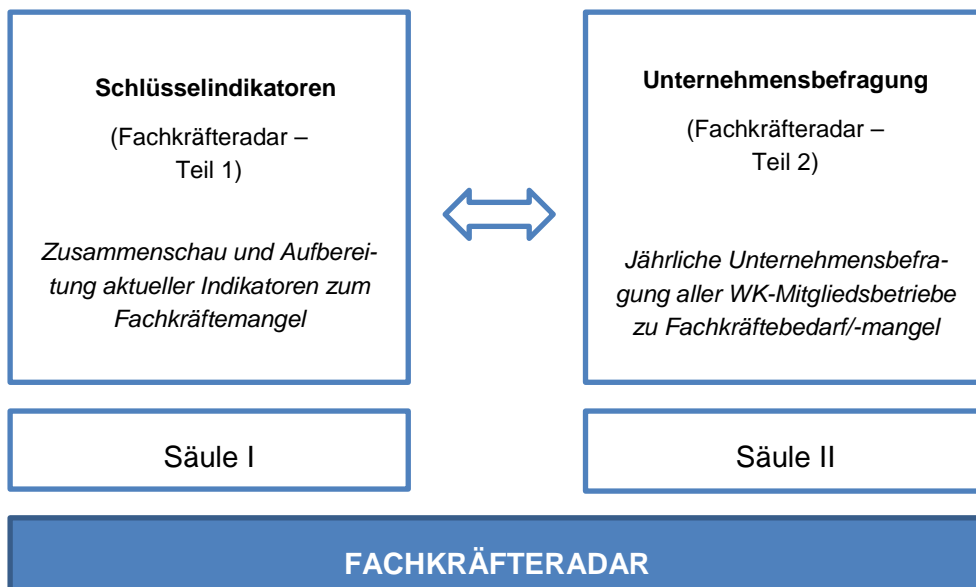 Schlüsselindikatoren
(Fachkräfteradar –
Teil 1)
Zusammenschau und Aufberei-
tung aktueller Indikatoren zum
Fachkräftemangel
Unternehmensbefragung
(Fachkräfteradar –
Teil 2)
Jährliche Unternehmensbefra-
gung aller WK-Mitgliedsbetriebe
zu Fachkräftebedarf/-mangel
Säule I
Säule II
FACHKRÄFTERADAR